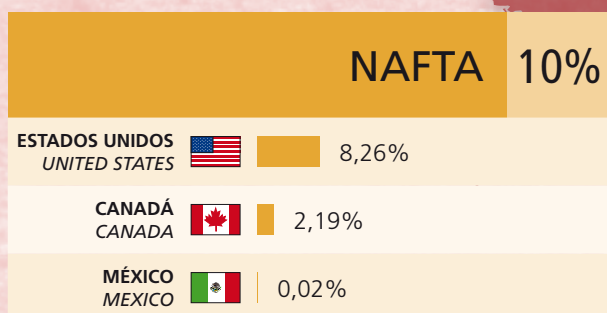 NAFTA 10%
ESTADOS UNIDOS
UNITED STATES
8,26%
CANADÁ
CANADA
2,19%
MÉXICO
MEXICO
0,02%